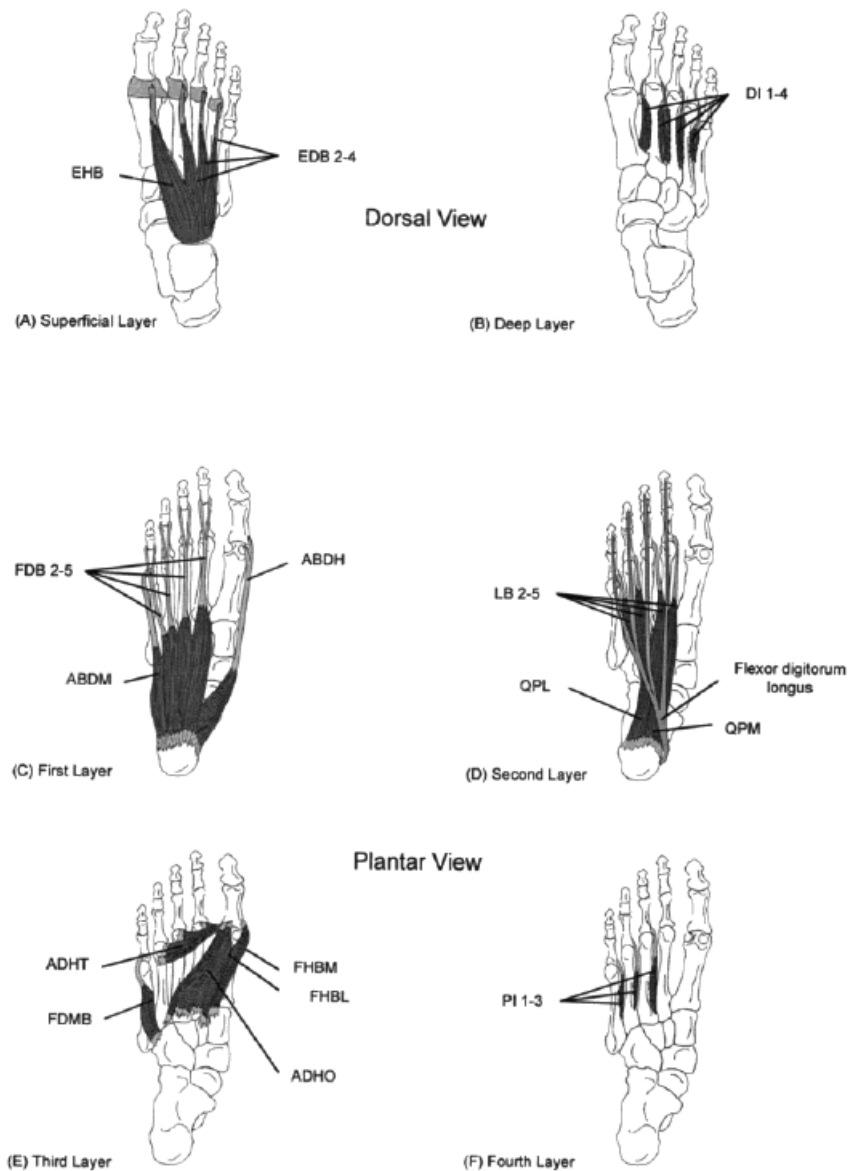 EHB
EDB 2-4
DI 1-4
Dorsal View
(A) Superficial Layer
(B) Deep Layer
FDB 2-5
ABDH
ABDM
LB 2-5
QPL
Flexor digitorum
longus
QPM
(C) First Layer
(D) Second Layer
Plantar View
ADHT
FHBM
FHBL
FDMB
ADHO
PI 1-3
(E) Third Layer
(F) Fourth Layer